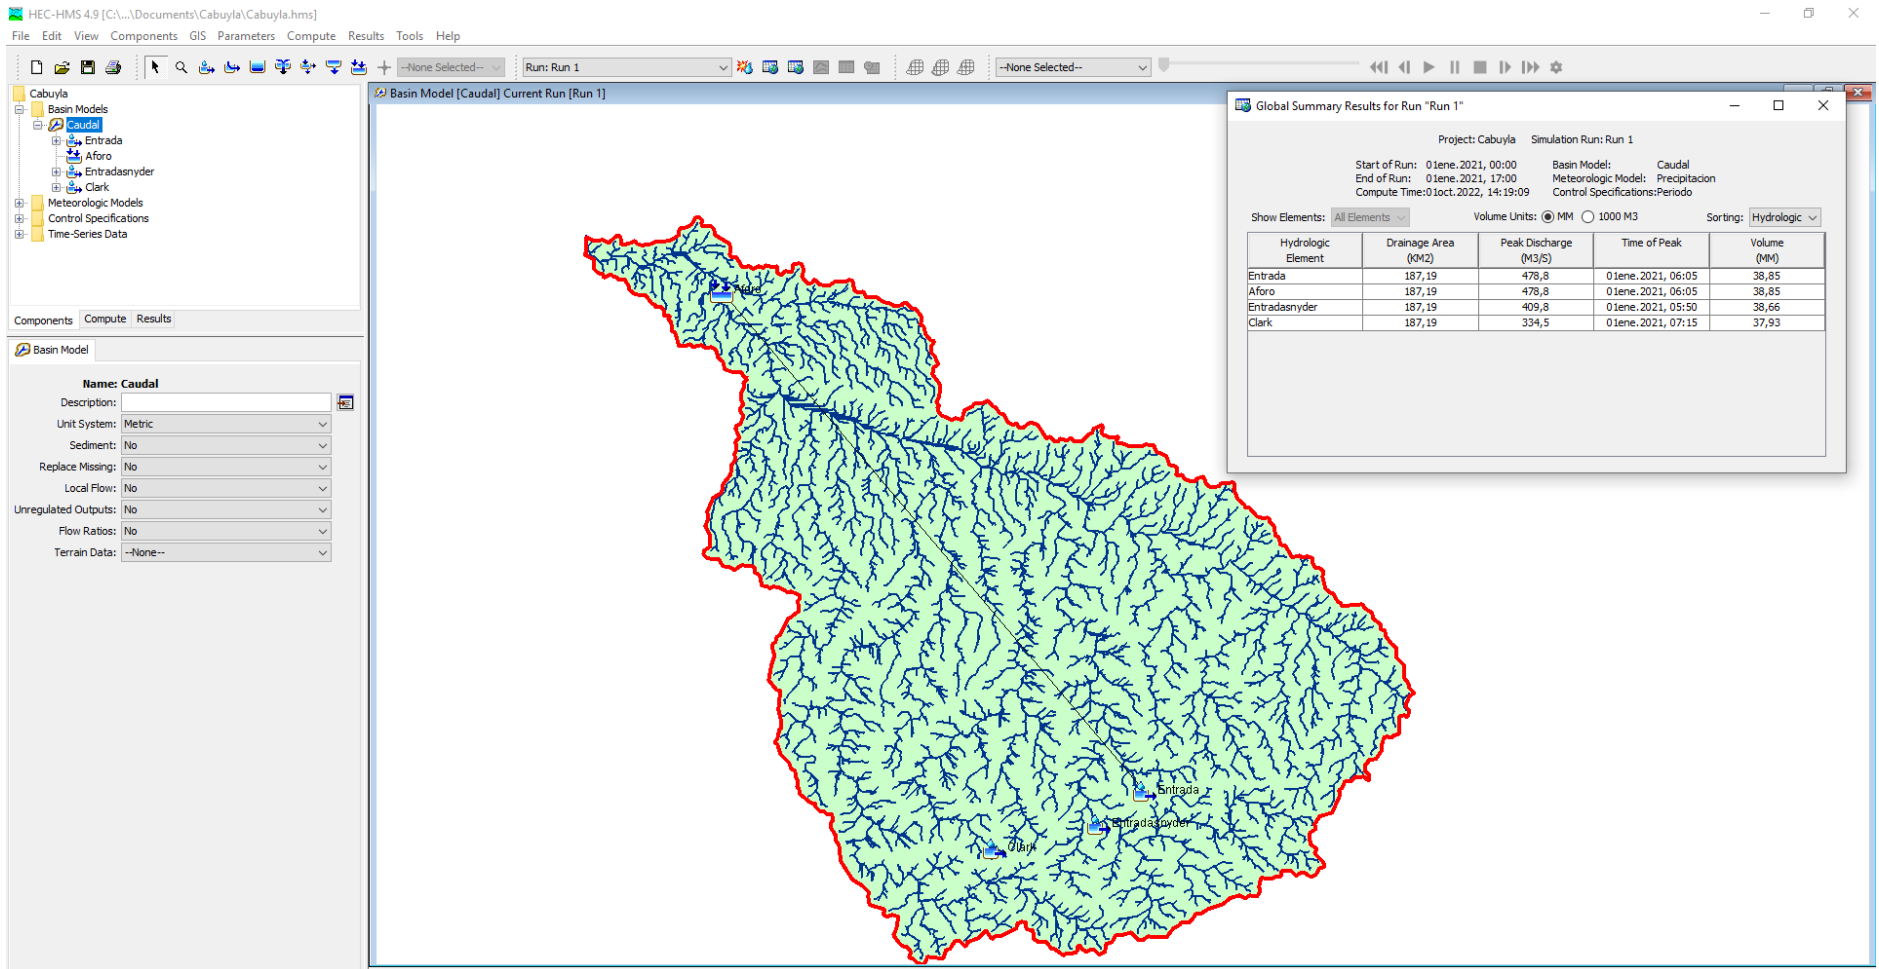 HEC-HMS 4.9 [C:\...\Documents\Cabuyla\Cabuyla.hms]
File Edit View Components GIS Parameters Compute Results Tools Help
--None Selected-- Run: Run 1 --None Selected--
Cabuyla
Basin Models
Caudal
Entrada
Aforo
Entradasnyder
Clark
Meteorologic Models
Control Specifications
Time-Series Data
Components Compute Results
Basin Model
Name: Caudal
Description:
Unit System: Metric
Sediment: No
Replace Missing: No
Local Flow: No
Unregulated Outputs: No
Flow Ratios: No
Terrain Data: --None--
Basin Model [Caudal] Current Run [Run 1]
Aforo
Entrada
Entradasnyder
Clark
Global Summary Results for Run "Run 1"
Project: Cabuyla Simulation Run: Run 1
Start of Run: 01ene.2021, 00:00 Basin Model: Caudal
End of Run: 01ene.2021, 17:00 Meteorologic Model: Precipitacion
Compute Time:01oct.2022, 14:19:09 Control Specifications:Periodo
Show Elements: All Elements Volume Units: MM 1000 M3 Sorting: Hydrologic
Hydrologic Drainage Area Peak Discharge Time of Peak Volume
Element (KM2) (M3/S) (MM)
Entrada 187,19 478,8 01ene.2021, 06:05 38,85
Aforo 187,19 478,8 01ene.2021, 06:05 38,85
Entradasnyder 187,19 409,8 01ene.2021, 05:50 38,66
Clark 187,19 334,5 01ene.2021, 07:15 37,93